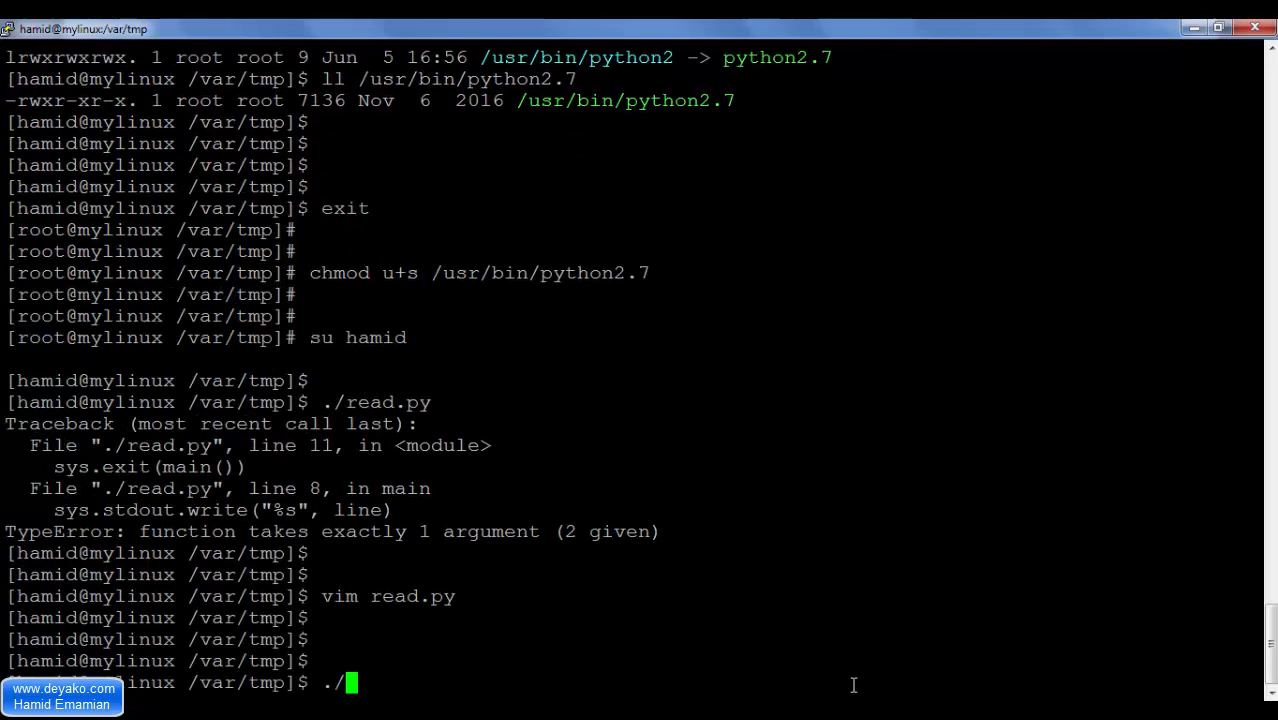 hamid@mylinux:/var/tmp
lrwxrwxrwx. 1 root root 9 Jun  5 16:56 /usr/bin/python2 -> python2.7
[hamid@mylinux /var/tmp]$ ll /usr/bin/python2.7
-rwxr-xr-x. 1 root root 7136 Nov  6  2016 /usr/bin/python2.7
[hamid@mylinux /var/tmp]$
[hamid@mylinux /var/tmp]$
[hamid@mylinux /var/tmp]$
[hamid@mylinux /var/tmp]$
[hamid@mylinux /var/tmp]$ exit
[root@mylinux /var/tmp]#
[root@mylinux /var/tmp]#
[root@mylinux /var/tmp]# chmod u+s /usr/bin/python2.7
[root@mylinux /var/tmp]#
[root@mylinux /var/tmp]#
[root@mylinux /var/tmp]# su hamid
[hamid@mylinux /var/tmp]$
[hamid@mylinux /var/tmp]$ ./read.py
Traceback (most recent call last):
  File "./read.py", line 11, in <module>
    sys.exit(main())
  File "./read.py", line 8, in main
    sys.stdout.write("%s", line)
TypeError: function takes exactly 1 argument (2 given)
[hamid@mylinux /var/tmp]$
[hamid@mylinux /var/tmp]$
[hamid@mylinux /var/tmp]$ vim read.py
[hamid@mylinux /var/tmp]$
[hamid@mylinux /var/tmp]$
[hamid@mylinux /var/tmp]$
[hamid@mylinux /var/tmp]$ ./
www.deyako.com
Hamid Emamian